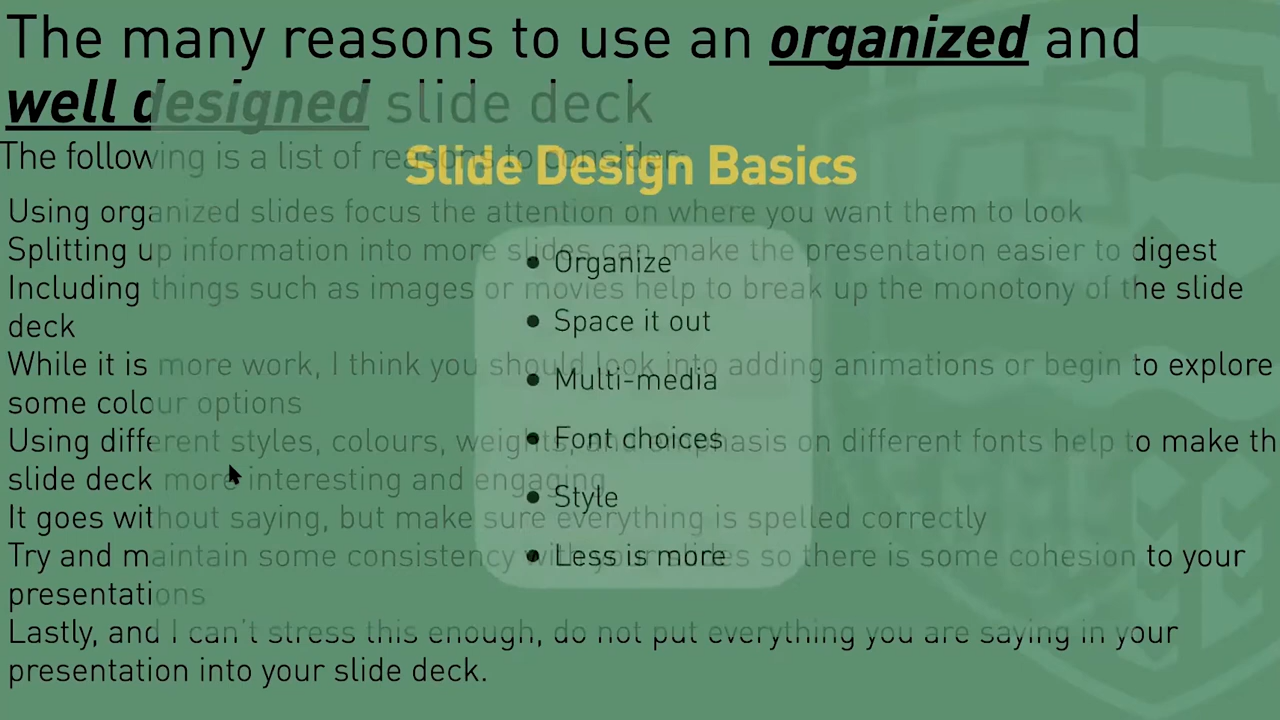 The many reasons to use an organized and
well designed slide deck
The following is a list of reasons to consider
Using organized slides focus the attention on where you want them to look
Splitting up information into more slides can make the presentation easier to digest
Including things such as images or movies help to break up the monotony of the slide
deck
While it is more work, I think you should look into adding animations or begin to explore
some colour options
Using different styles, colours, weights, and emphasis on different fonts help to make th
slide deck more interesting and engaging
It goes without saying, but make sure everything is spelled correctly
Try and maintain some consistency with your slides so there is some cohesion to your
presentations
Lastly, and I can't stress this enough, do not put everything you are saying in your
presentation into your slide deck.
Slide Design Basics
• Organize
• Space it out
• Multi-media
• Font choices
• Style
• Less is more